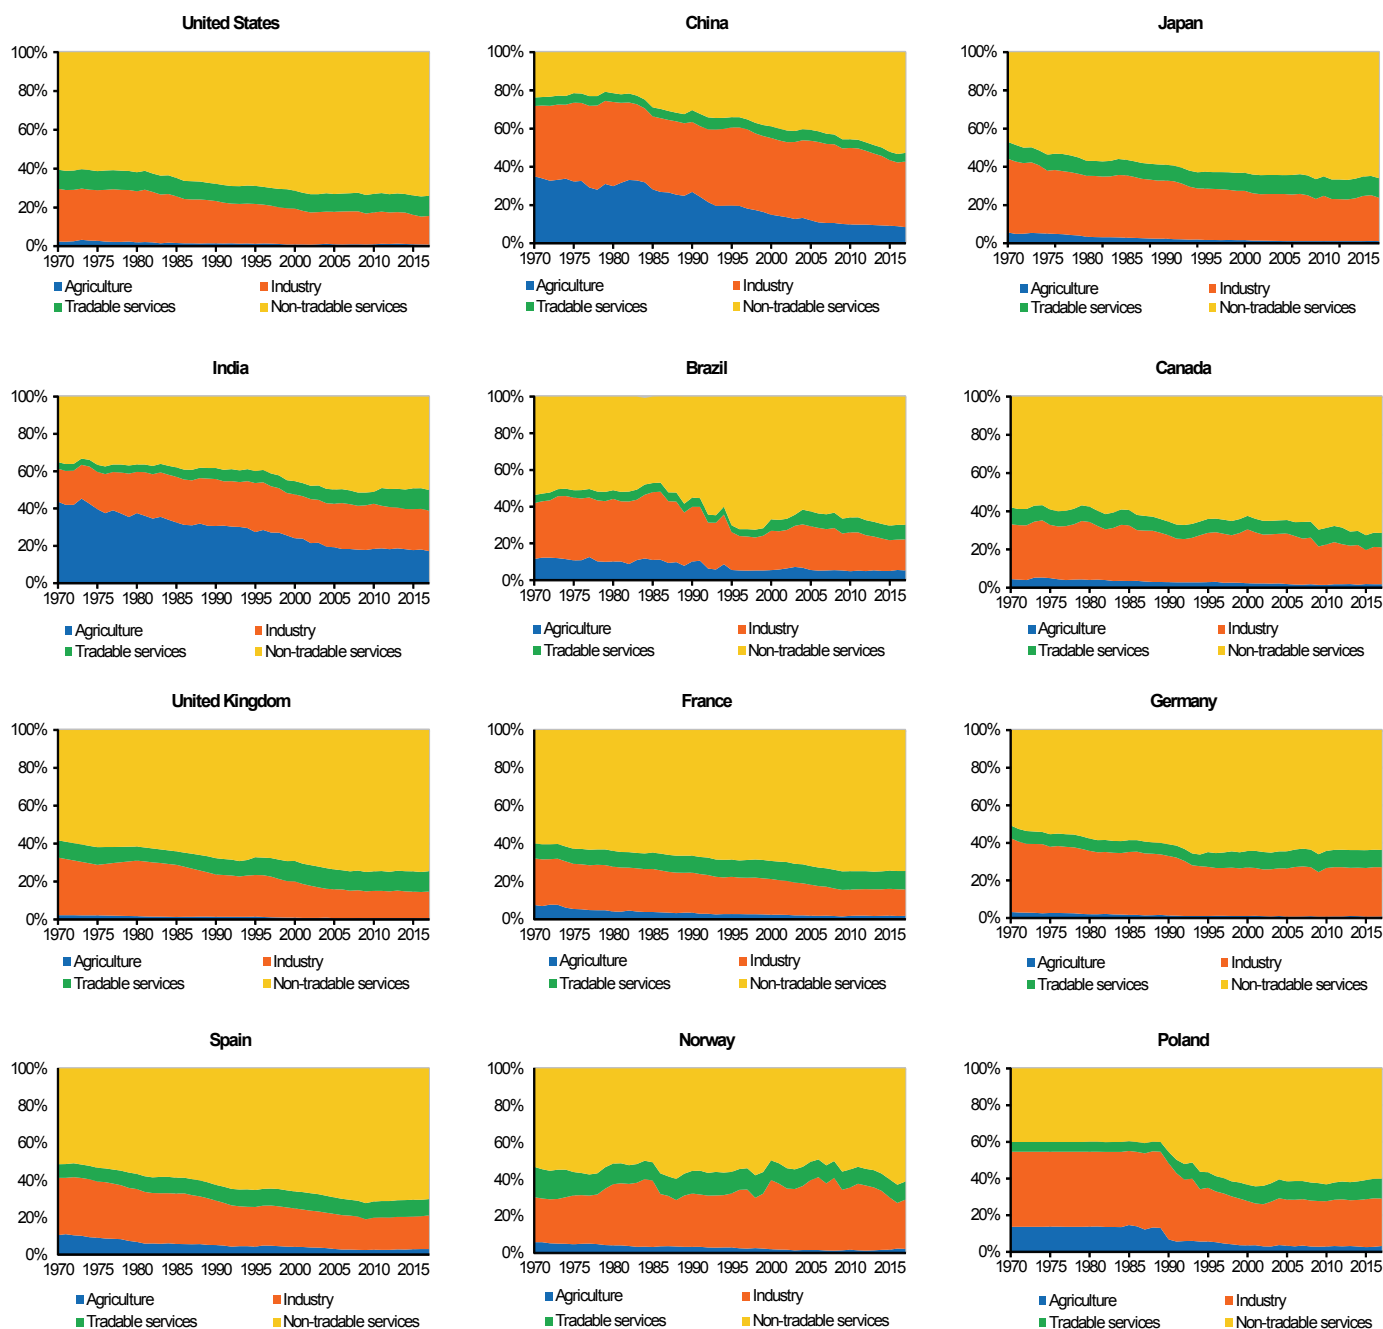 United States
100%
80%
60%
40%
20%
0%
1970 1975 1980 1985 1990 1995 2000 2005 2010 2015
Agriculture Industry
Tradable services Non-tradable services
China
100%
80%
60%
40%
20%
0%
1970 1975 1980 1985 1990 1995 2000 2005 2010 2015
Agriculture Industry
Tradable services Non-tradable services
Japan
100%
80%
60%
40%
20%
0%
1970 1975 1980 1985 1990 1995 2000 2005 2010 2015
Agriculture Industry
Tradable services Non-tradable services
India
100%
80%
60%
40%
20%
0%
1970 1975 1980 1985 1990 1995 2000 2005 2010 2015
Agriculture Industry
Tradable services Non-tradable services
Brazil
100%
80%
60%
40%
20%
0%
1970 1975 1980 1985 1990 1995 2000 2005 2010 2015
Agriculture Industry
Tradable services Non-tradable services
Canada
100%
80%
60%
40%
20%
0%
1970 1975 1980 1985 1990 1995 2000 2005 2010 2015
Agriculture Industry
Tradable services Non-tradable services
United Kingdom
100%
80%
60%
40%
20%
0%
1970 1975 1980 1985 1990 1995 2000 2005 2010 2015
Agriculture Industry
Tradable services Non-tradable services
France
100%
80%
60%
40%
20%
0%
1970 1975 1980 1985 1990 1995 2000 2005 2010 2015
Agriculture Industry
Tradable services Non-tradable services
Germany
100%
80%
60%
40%
20%
0%
1970 1975 1980 1985 1990 1995 2000 2005 2010 2015
Agriculture Industry
Tradable services Non-tradable services
Spain
100%
80%
60%
40%
20%
0%
1970 1975 1980 1985 1990 1995 2000 2005 2010 2015
Agriculture Industry
Tradable services Non-tradable services
Norway
100%
80%
60%
40%
20%
0%
1970 1975 1980 1985 1990 1995 2000 2005 2010 2015
Agriculture Industry
Tradable services Non-tradable services
Poland
100%
80%
60%
40%
20%
0%
1970 1975 1980 1985 1990 1995 2000 2005 2010 2015
Agriculture Industry
Tradable services Non-tradable services